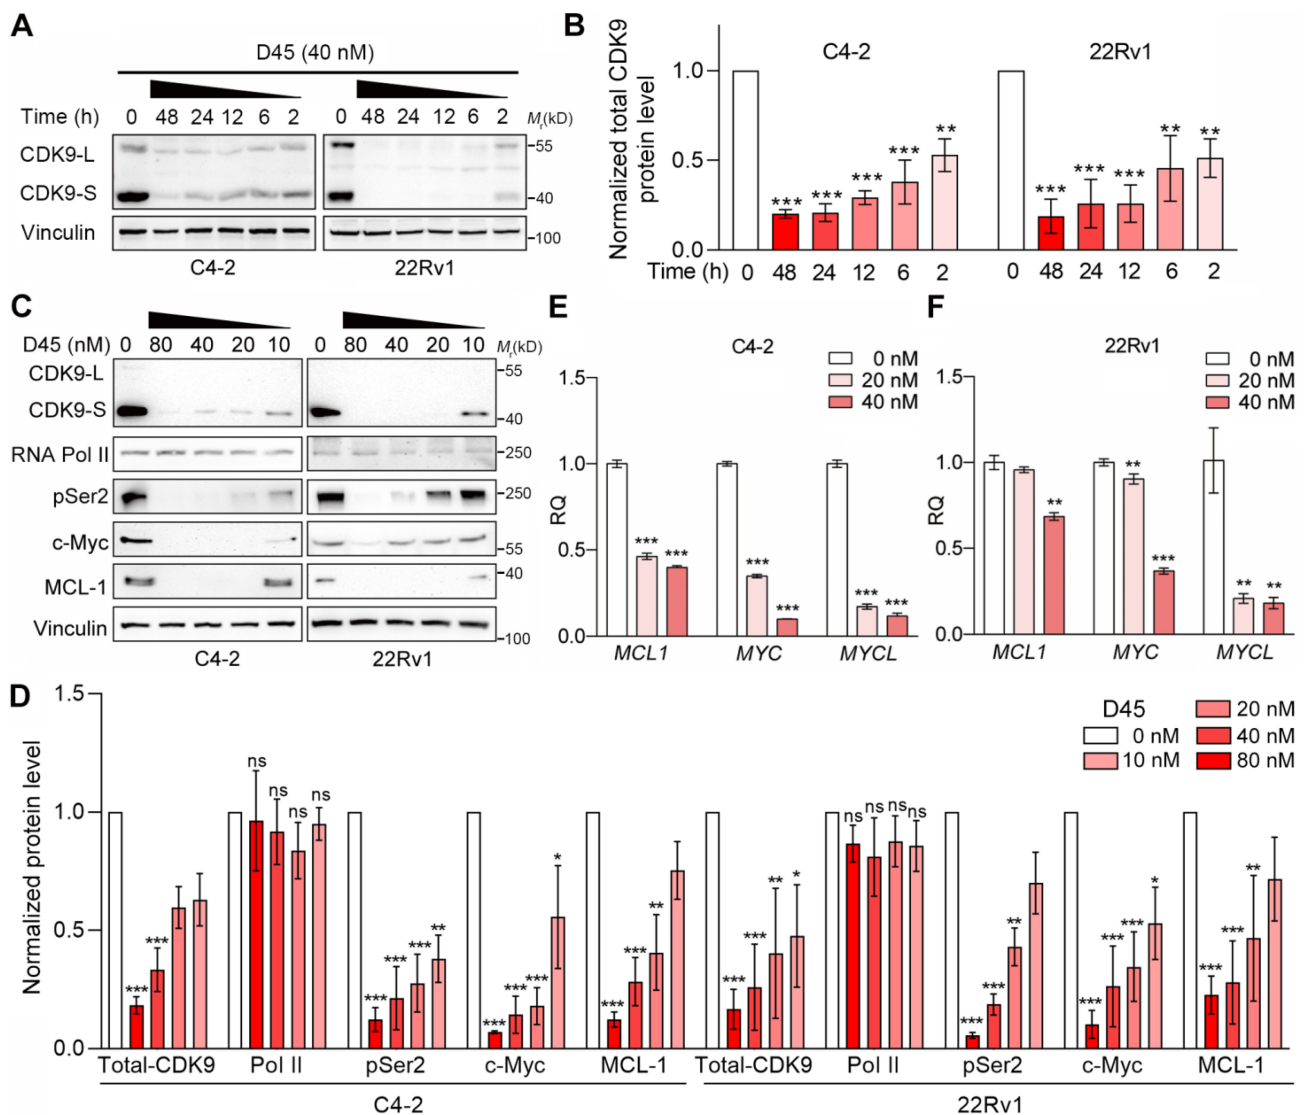 A
D45 (40 nM)
Time (h) 0 48 24 12 6 2 0 48 24 12 6 2 Mr(kD)
CDK9-L
CDK9-S
Vinculin
-55
-40
-100
C4-2 22Rv1
B
Normalized total CDK9
protein level
C4-2 22Rv1
1.0
0.5
0.0
*** *** *** *** ** *** *** *** ** **
Time (h) 0 48 24 12 6 2 0 48 24 12 6 2
C
D45 (nM) 0 80 40 20 10 0 80 40 20 10 Mr(kD)
CDK9-L
-55
CDK9-S
-40
RNA Pol II
-250
pSer2
-250
c-Myc
-55
MCL-1
-40
Vinculin
-100
C4-2 22Rv1
E
C4-2
0 nM
20 nM
40 nM
RQ
1.5
1.0
0.5
0.0
*** *** *** *** *** ***
MCL1 MYC MYCL
F
22Rv1
0 nM
20 nM
40 nM
RQ
1.5
1.0
0.5
0.0
** ** *** ** **
MCL1 MYC MYCL
D
Normalized protein level
1.5
1.0
0.5
0.0
D45
0 nM
10 nM
20 nM
40 nM
80 nM
*** *** ns ns ns ns *** *** *** ** *** *** *** * *** *** ** *** *** ** * ns ns ns ns *** *** ** *** *** *** * *** *** **
Total-CDK9 Pol II pSer2 c-Myc MCL-1 Total-CDK9 Pol II pSer2 c-Myc MCL-1
C4-2 22Rv1